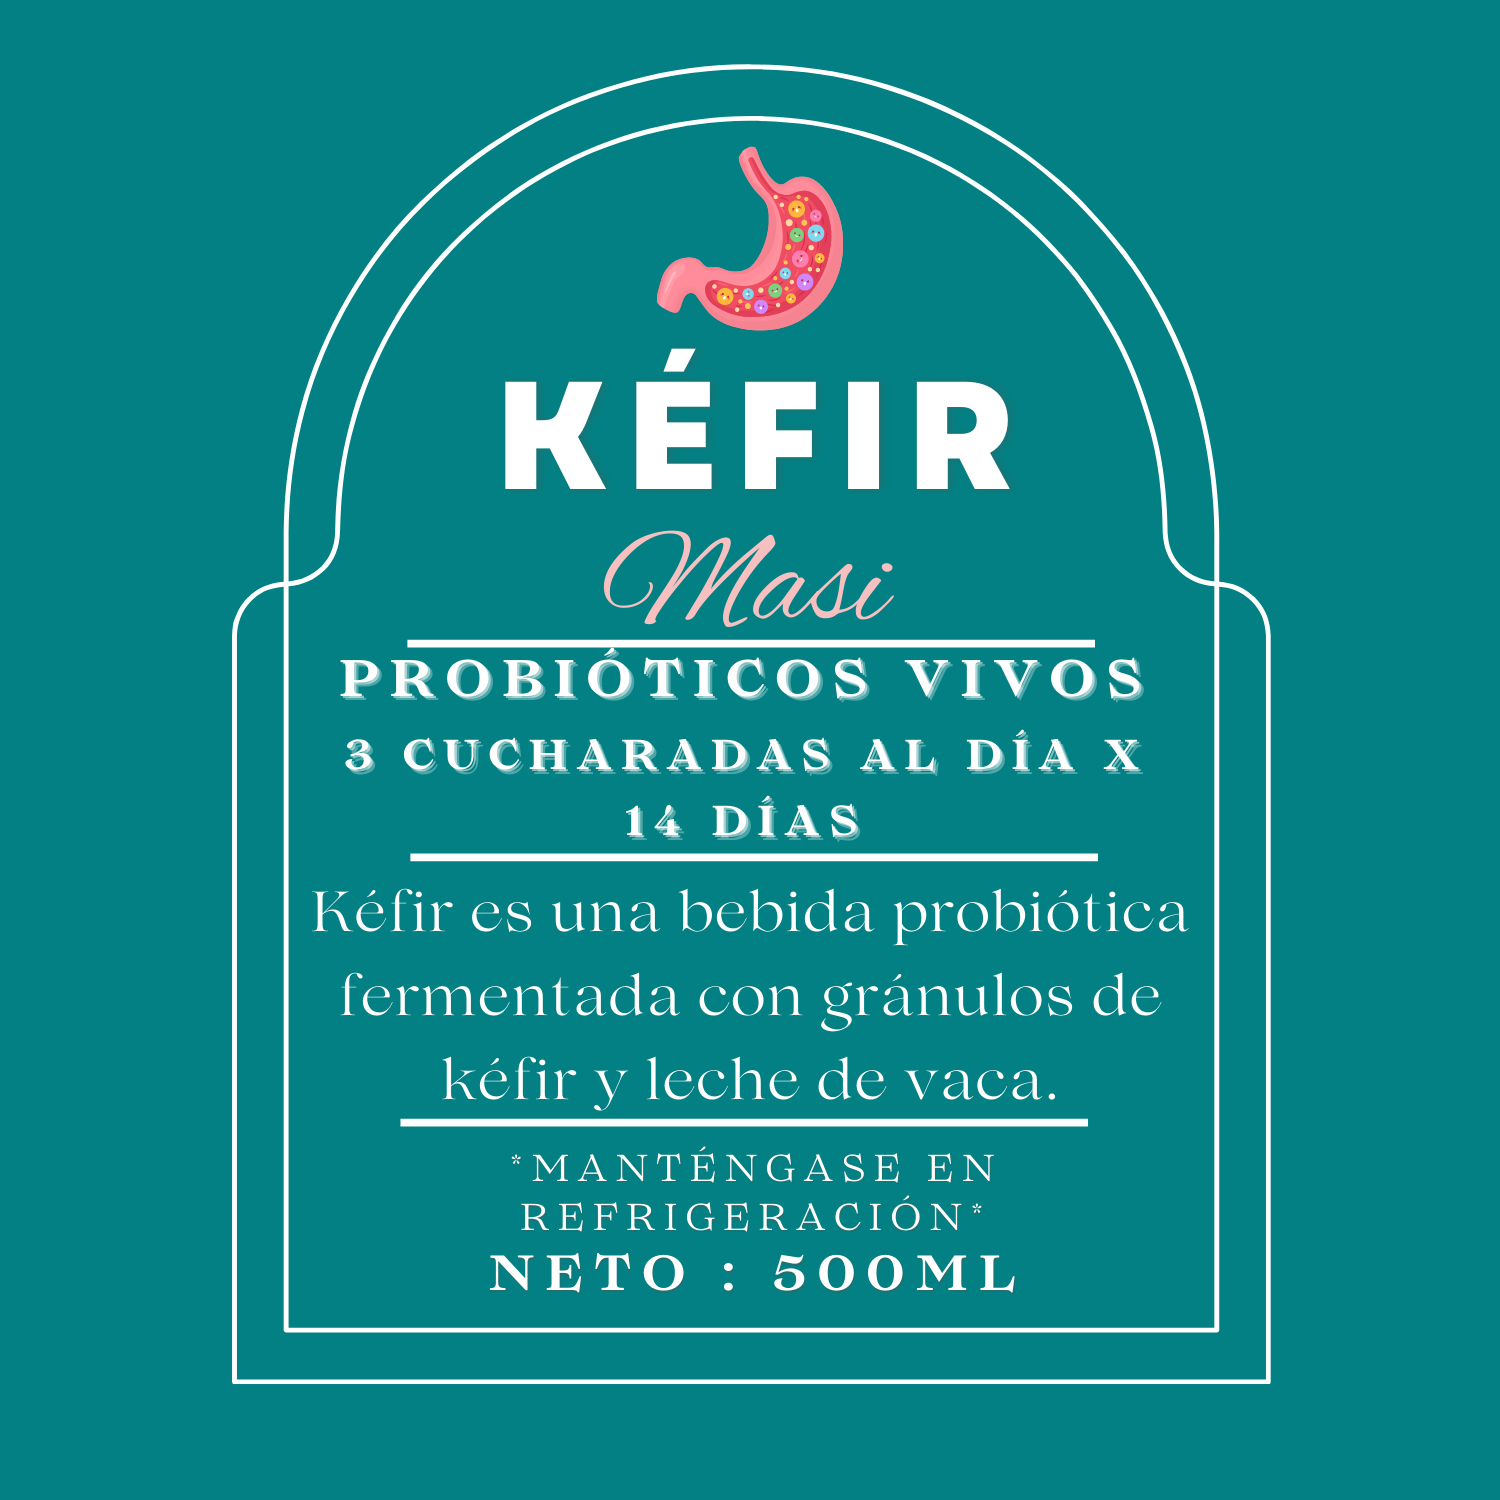 KÉFIR
Masi
PROBIÓTICOS VIVOS
3 CUCHARADAS AL DÍA X
14 DÍAS
Kéfir es una bebida probiótica
fermentada con gránulos de
kéfir y leche de vaca.
*MANTÉNGASE EN
REFRIGERACIÓN*
NETO : 500ML